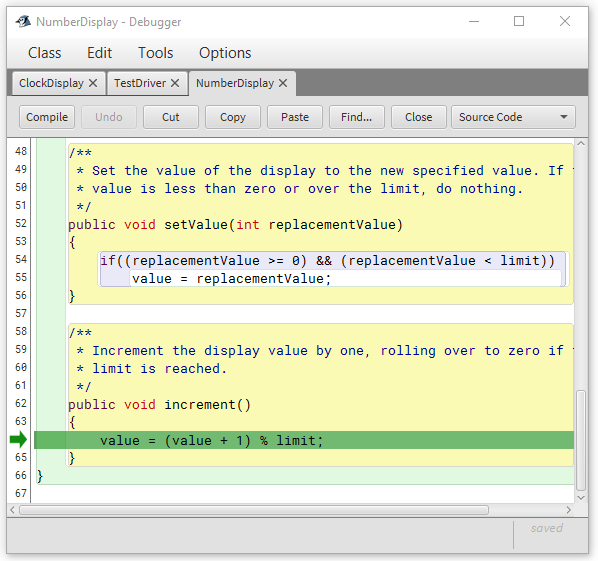 NumberDisplay - Debugger
Class Edit Tools Options
ClockDisplay TestDriver NumberDisplay
Compile Undo Cut Copy Paste Find... Close Source Code
48 /**
49 * Set the value of the display to the new specified value. If
50 * value is less than zero or over the limit, do nothing.
51 */
52 public void setValue(int replacementValue)
53 {
54 if((replacementValue >= 0) && (replacementValue < limit))
55 value = replacementValue;
56 }
57
58 /**
59 * Increment the display value by one, rolling over to zero if
60 * limit is reached.
61 */
62 public void increment()
63 {
value = (value + 1) % limit;
65 }
66 }
67
saved